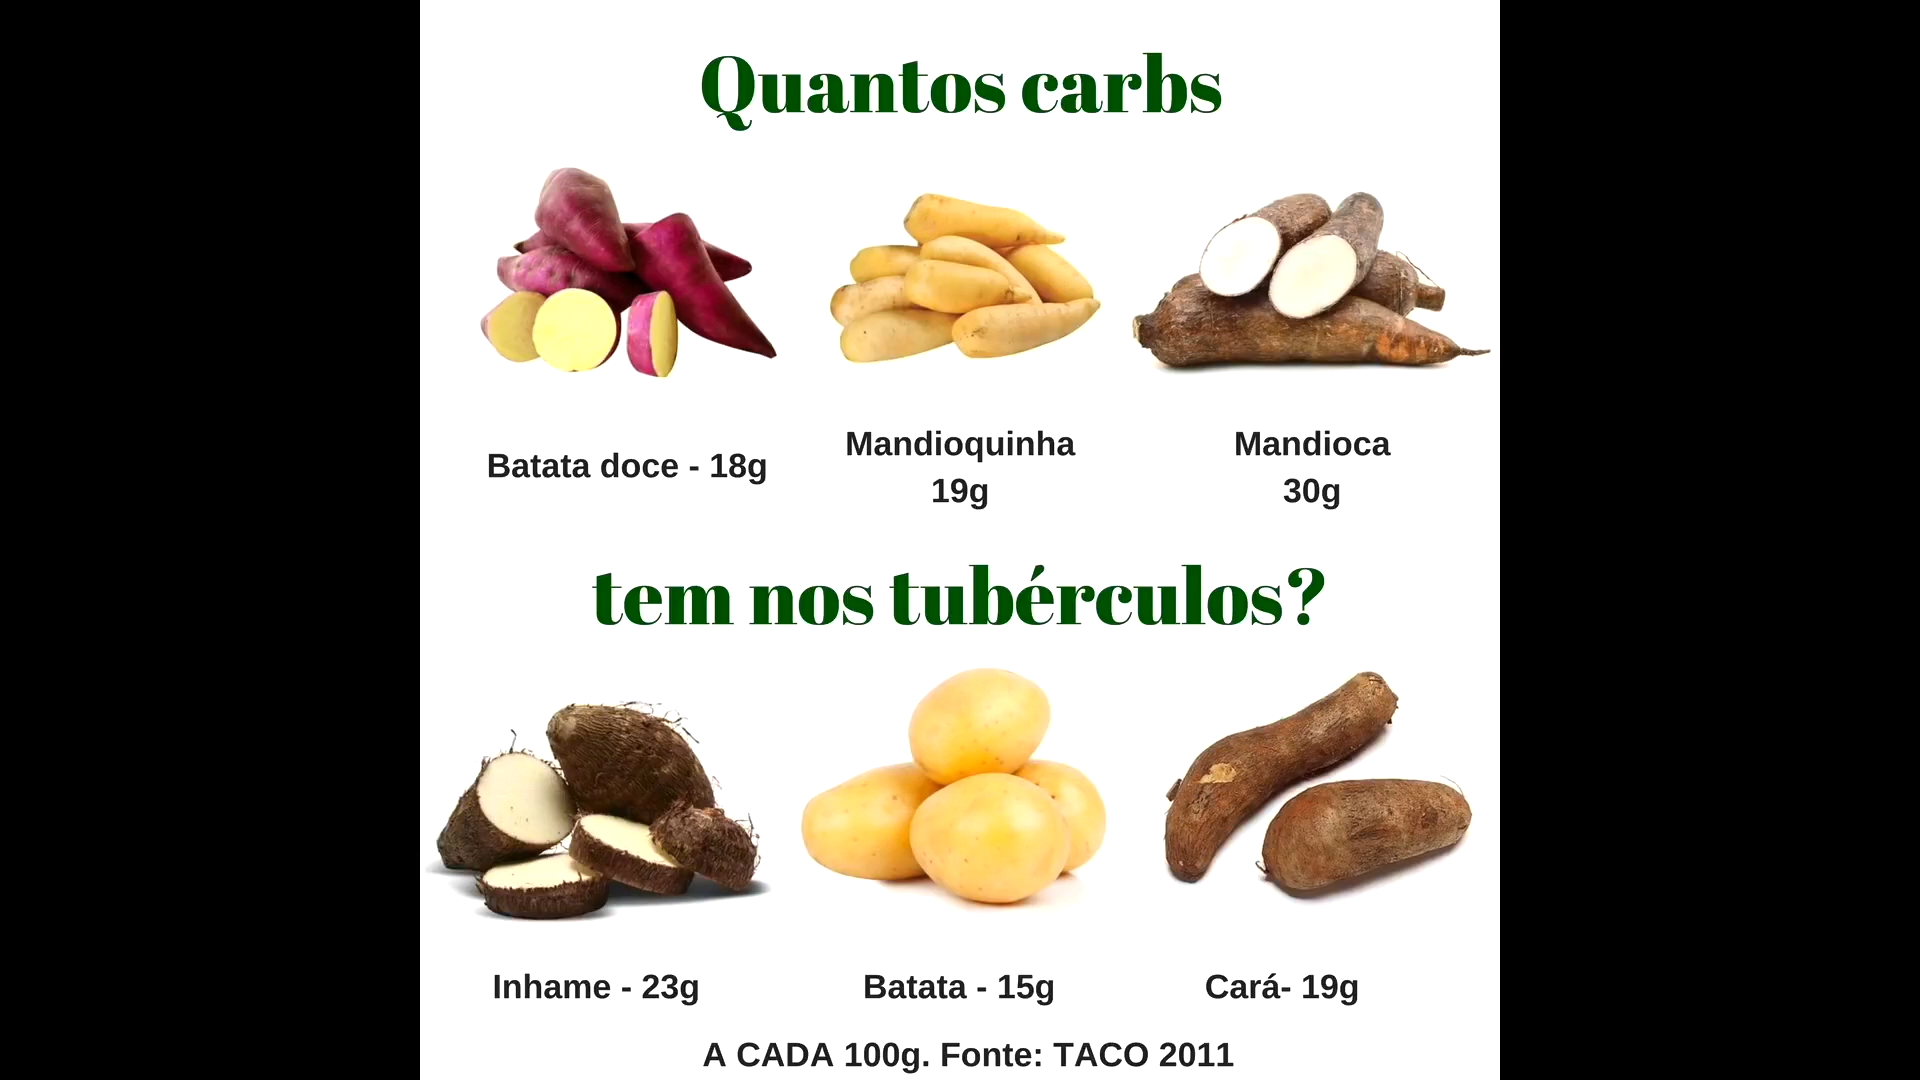 Quantos carbs
Batata doce - 18g
Mandioquinha
19g
Mandioca
30g
tem nos tubérculos?
Inhame - 23g
Batata - 15g
Cará- 19g
A CADA 100g. Fonte: TACO 2011